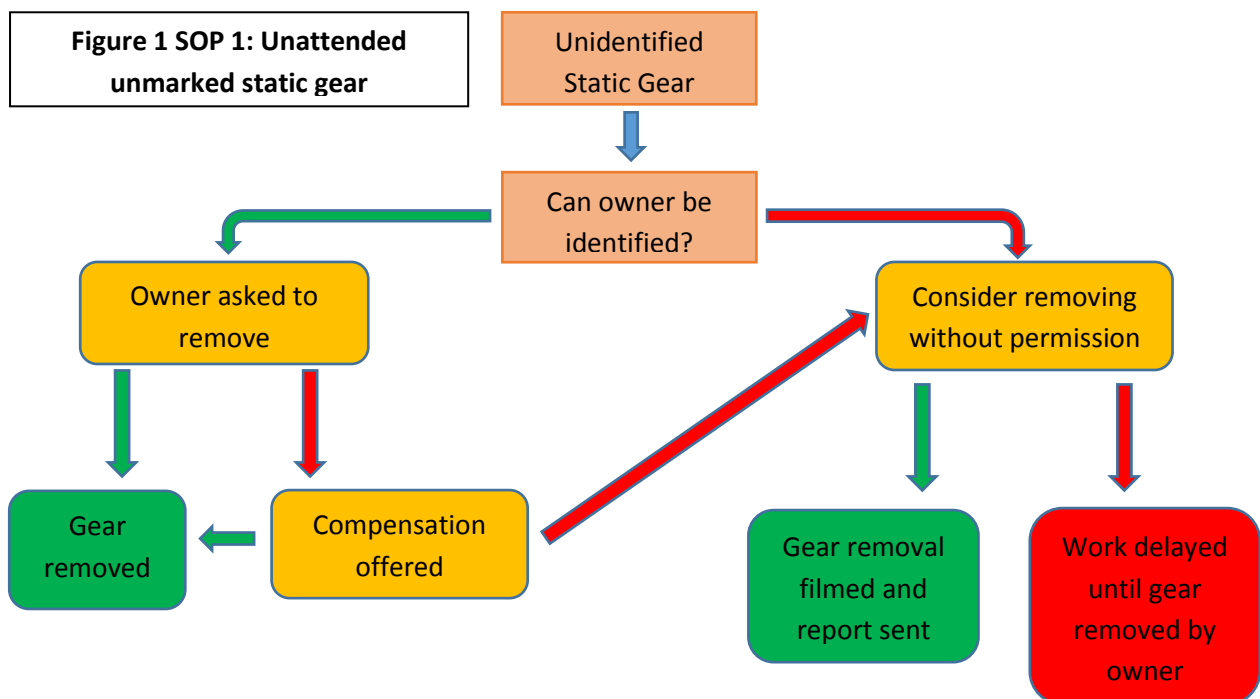 Figure 1 SOP 1: Unattended
unmarked static gear
Unidentified
Static Gear
Can owner be
identified?
Owner asked to
remove
Consider removing
without permission
Gear
removed
Compensation
offered
Gear removal
filmed and
report sent
Work delayed
until gear
removed by
owner